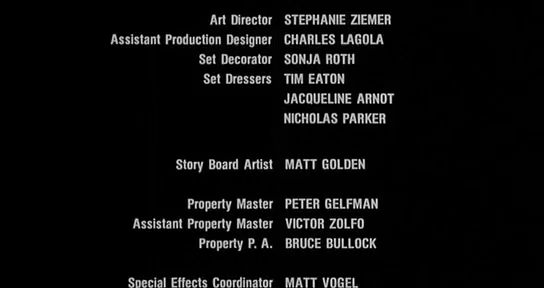 Art Director STEPHANIE ZIEMER
Assistant Production Designer CHARLES LAGOLA
Set Decorator SONJA ROTH
Set Dressers TIM EATON
JACQUELINE ARNOT
NICHOLAS PARKER
Story Board Artist MATT GOLDEN
Property Master PETER GELFMAN
Assistant Property Master VICTOR ZOLFO
Property P. A. BRUCE BULLOCK
Special Effects Coordinator MATT VOGEL